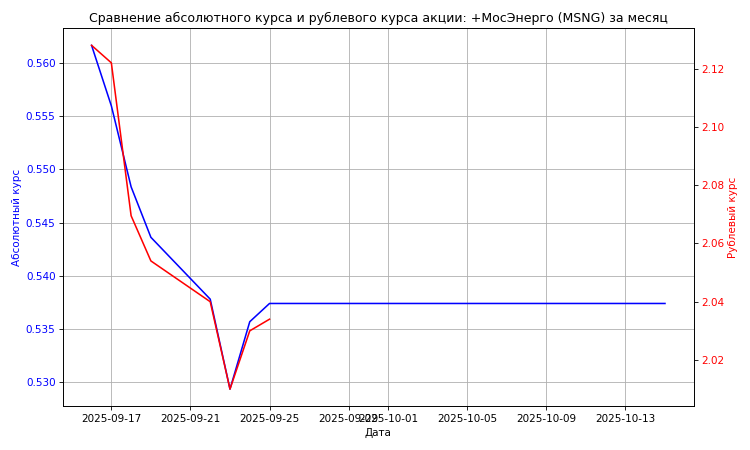 Сравнение абсолютного курса и рублевого курса акции: +МосЭнерго (MSNG) за месяц
0.560
0.555
0.550
0.545
0.540
0.535
0.530
Абсолютный курс
2.12
2.10
2.08
2.06
2.04
2.02
Рублевый курс
2025-09-17 2025-09-21 2025-09-25 2025-09-29 2025-10-01 2025-10-05 2025-10-09 2025-10-13
Дата